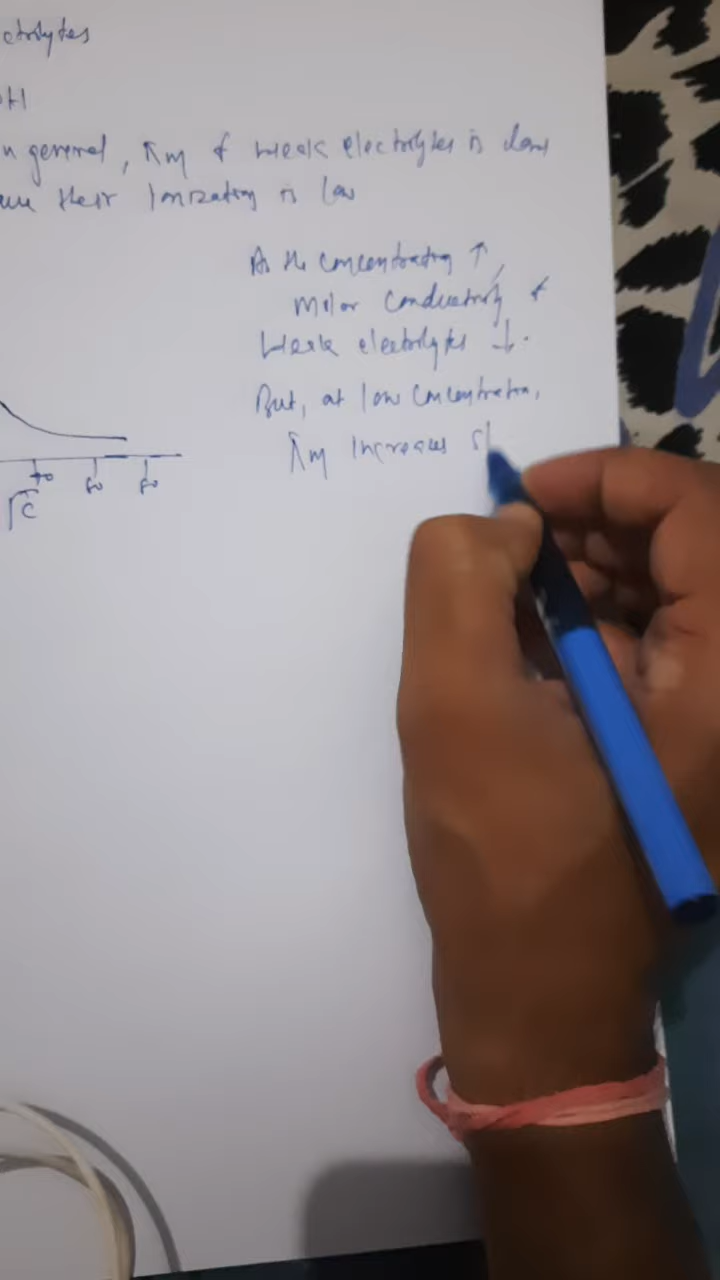 ctrolytes
OH
n general, λm of weak electrolytes is low
their Ionization is low
As the concentration ↑,
Molar conductivity of
weak electrolytes ↓.
But, at low concentration,
λm increases s
√c